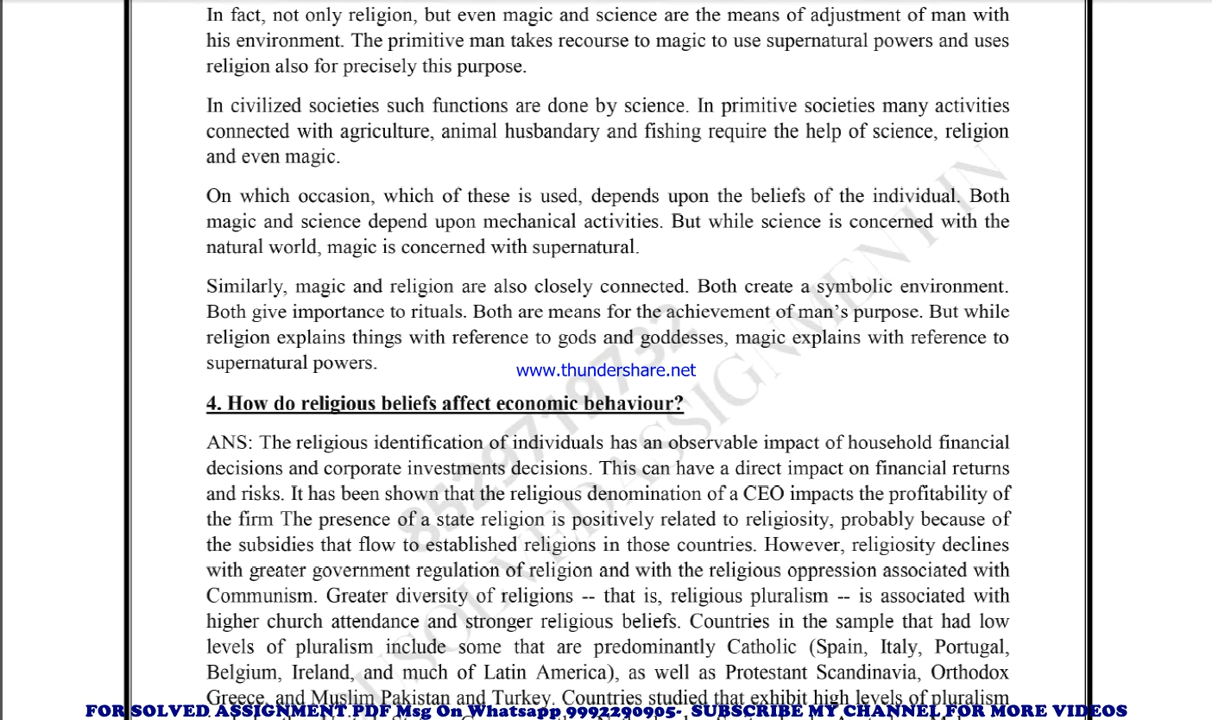 In fact, not only religion, but even magic and science are the means of adjustment of man with
his environment. The primitive man takes recourse to magic to use supernatural powers and uses
religion also for precisely this purpose.
In civilized societies such functions are done by science. In primitive societies many activities
connected with agriculture, animal husbandary and fishing require the help of science, religion
and even magic.
On which occasion, which of these is used, depends upon the beliefs of the individual. Both
magic and science depend upon mechanical activities. But while science is concerned with the
natural world, magic is concerned with supernatural.
Similarly, magic and religion are also closely connected. Both create a symbolic environment.
Both give importance to rituals. Both are means for the achievement of man's purpose. But while
religion explains things with reference to gods and goddesses, magic explains with reference to
supernatural powers.
www.thundershare.net
4. How do religious beliefs affect economic behaviour?
ANS: The religious identification of individuals has an observable impact of household financial
decisions and corporate investments decisions. This can have a direct impact on financial returns
and risks. It has been shown that the religious denomination of a CEO impacts the profitability of
the firm The presence of a state religion is positively related to religiosity, probably because of
the subsidies that flow to established religions in those countries. However, religiosity declines
with greater government regulation of religion and with the religious oppression associated with
Communism. Greater diversity of religions -- that is, religious pluralism -- is associated with
higher church attendance and stronger religious beliefs. Countries in the sample that had low
levels of pluralism include some that are predominantly Catholic (Spain, Italy, Portugal,
Belgium, Ireland, and much of Latin America), as well as Protestant Scandinavia, Orthodox
Greece, and Muslim Pakistan and Turkey. Countries studied that exhibit high levels of pluralism
FOR SOLVED ASSIGNMENT PDF Msg On Whatsapp 9992290905- SUBSCRIBE MY CHANNEL FOR MORE VIDEOS
8529719732
USOLVEDASSIGNMENT IN